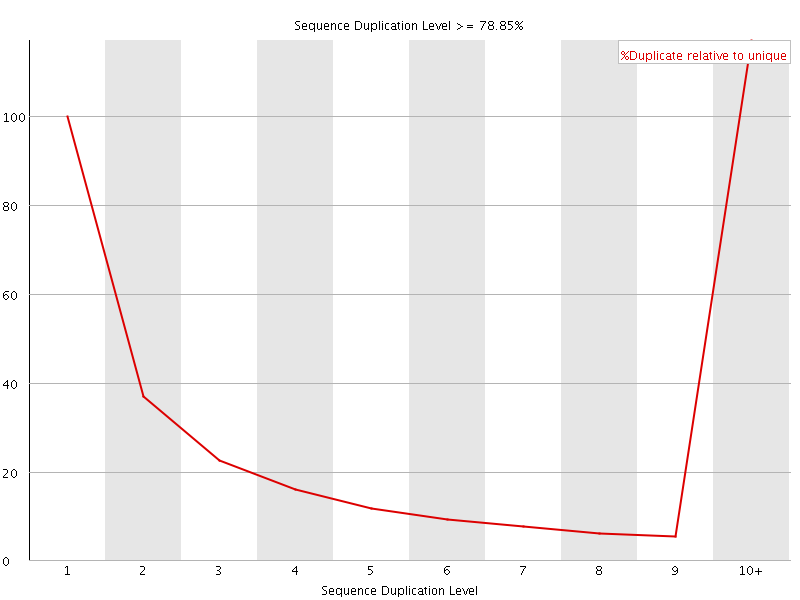 Sequence Duplication Level >= 78.85%
%Duplicate relative to unique
100
80
60
40
20
0
1 2 3 4 5 6 7 8 9 10+
Sequence Duplication Level